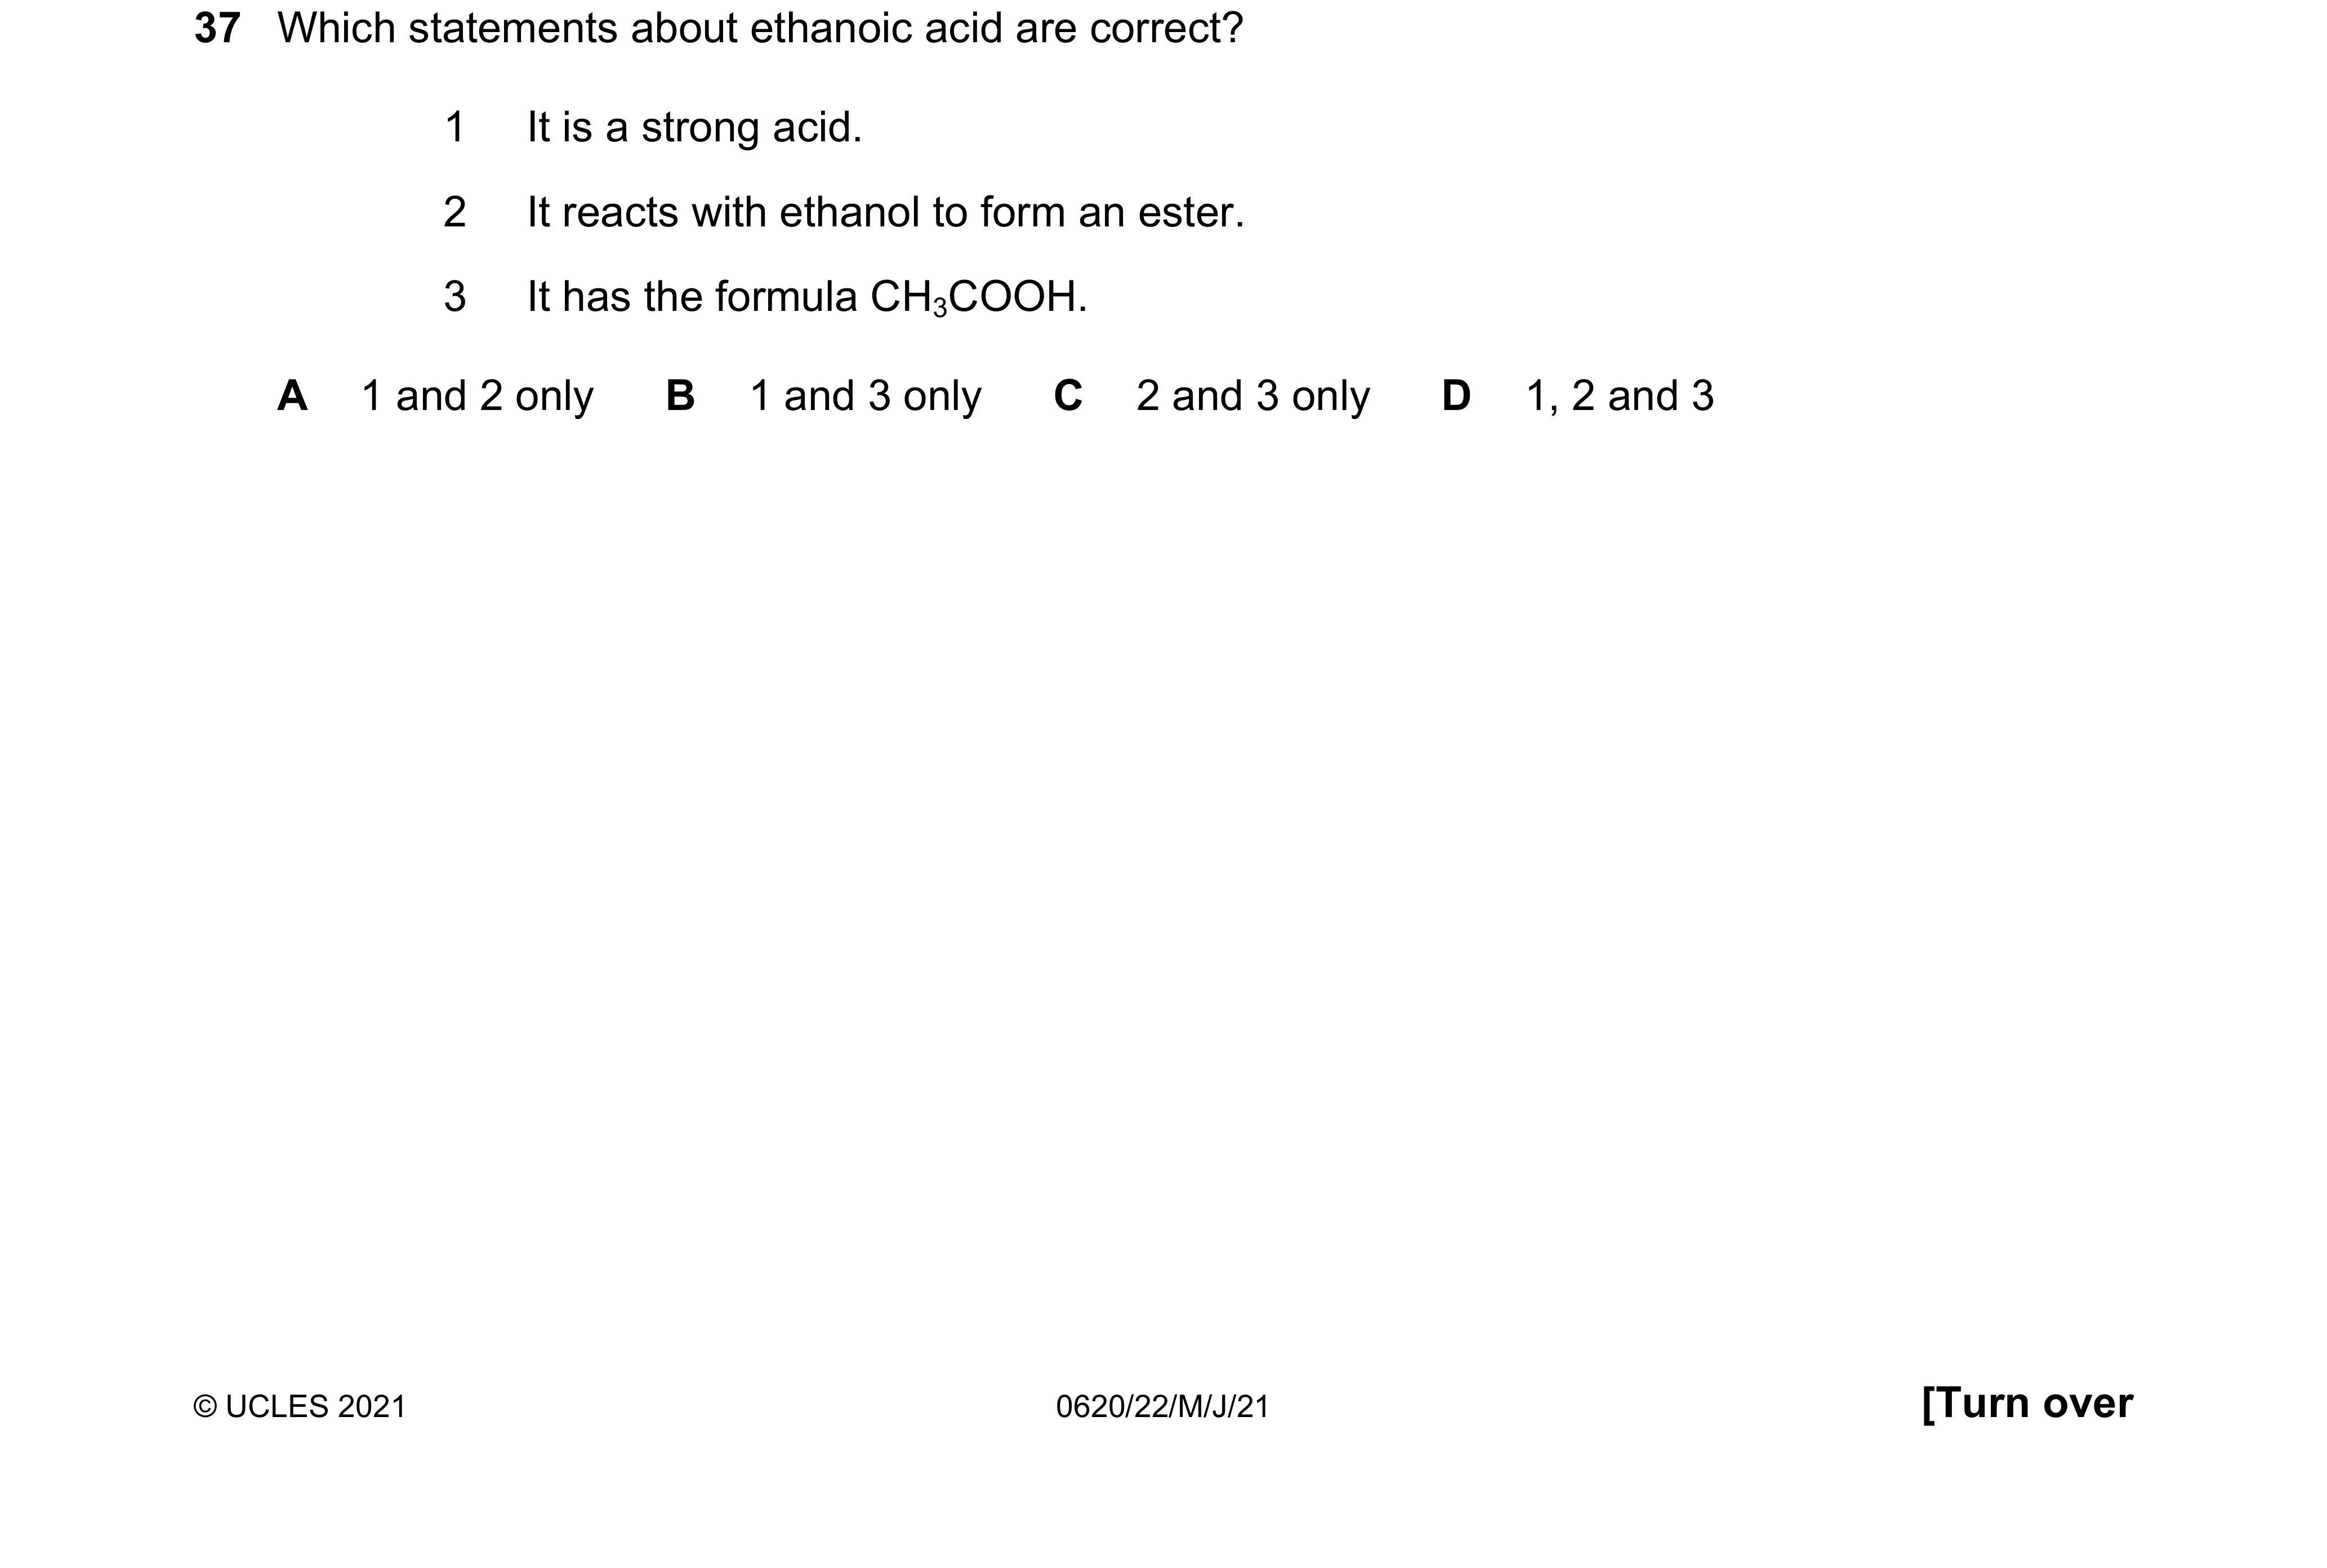 37 Which statements about ethanoic acid are correct?
1 It is a strong acid.
2 It reacts with ethanol to form an ester.
3 It has the formula CH₃COOH.
A 1 and 2 only B 1 and 3 only C 2 and 3 only D 1, 2 and 3
© UCLES 2021 0620/22/M/J/21 [Turn over